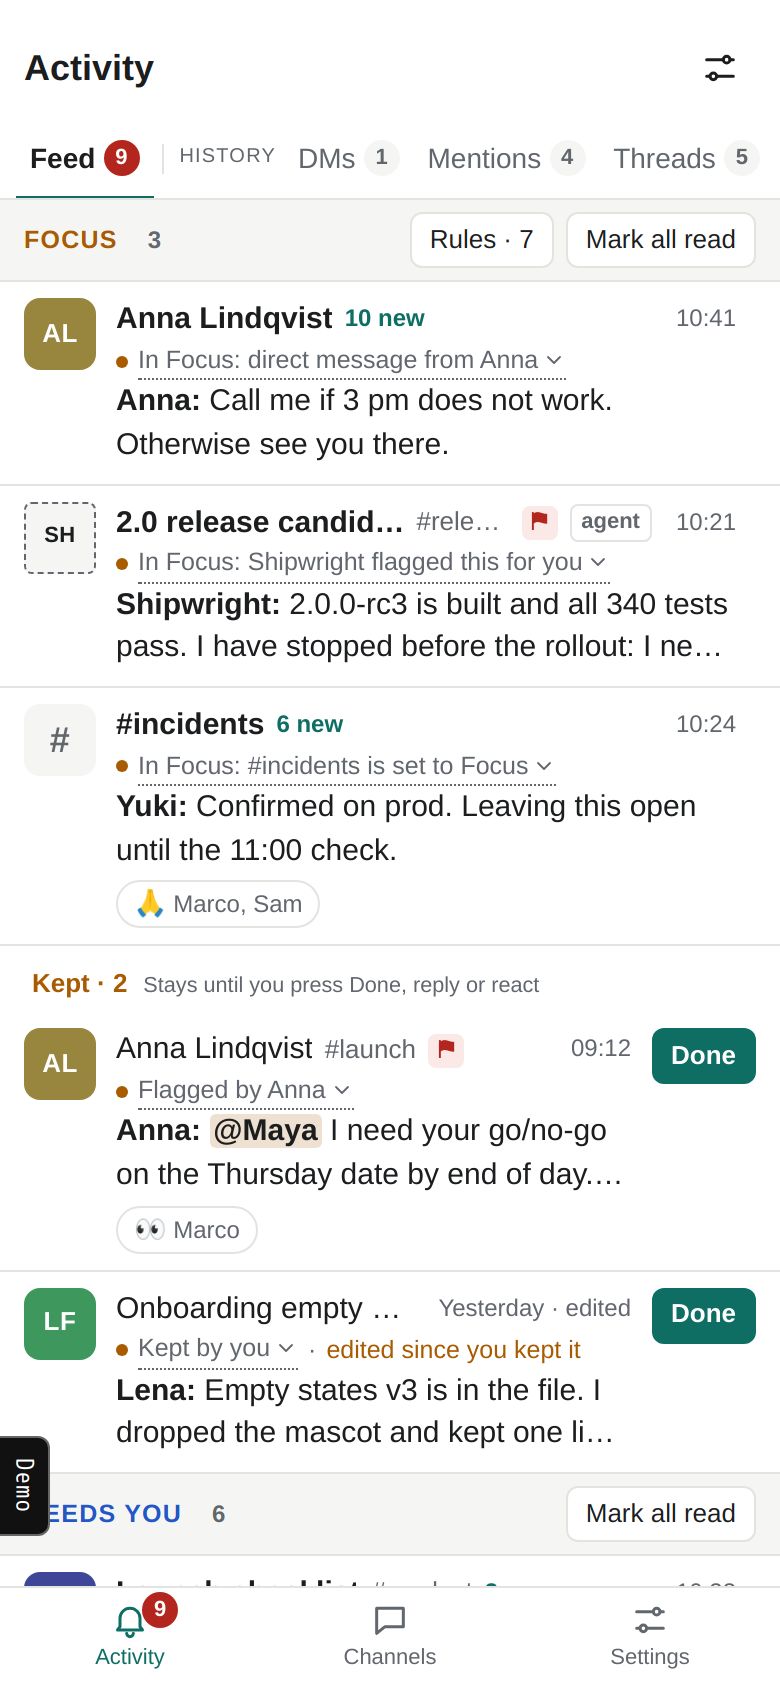 Activity
Feed 9 HISTORY DMs 1 Mentions 4 Threads 5
FOCUS 3 Rules · 7 Mark all read
AL Anna Lindqvist 10 new 10:41
In Focus: direct message from Anna
Anna: Call me if 3 pm does not work.
Otherwise see you there.
SH 2.0 release candid… #rele… agent 10:21
In Focus: Shipwright flagged this for you
Shipwright: 2.0.0-rc3 is built and all 340 tests
pass. I have stopped before the rollout: I ne…
# #incidents 6 new 10:24
In Focus: #incidents is set to Focus
Yuki: Confirmed on prod. Leaving this open
until the 11:00 check.
🙏 Marco, Sam
Kept · 2 Stays until you press Done, reply or react
AL Anna Lindqvist #launch 09:12 Done
Flagged by Anna
Anna: @Maya I need your go/no-go
on the Thursday date by end of day.…
👀 Marco
LF Onboarding empty … Yesterday · edited Done
Kept by you · edited since you kept it
Lena: Empty states v3 is in the file. I
dropped the mascot and kept one li…
Demo
EEDS YOU 6 Mark all read
9
Activity Channels Settings